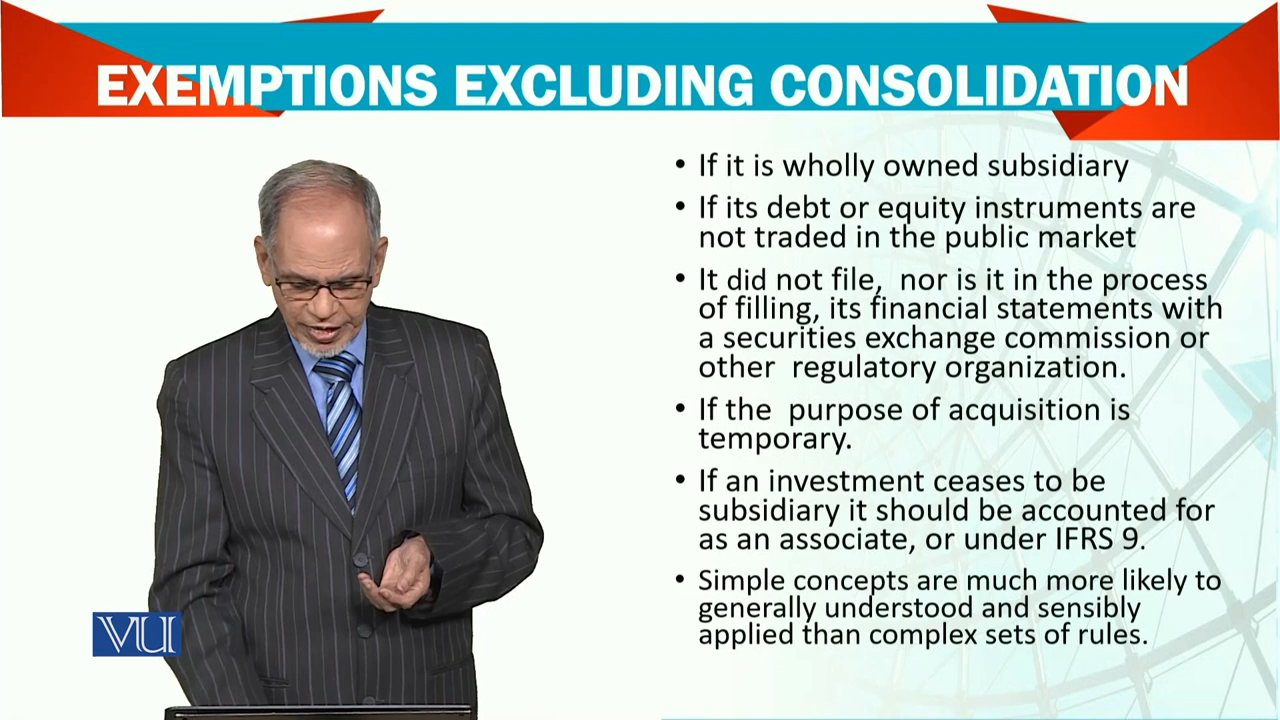 EXEMPTIONS EXCLUDING CONSOLIDATION
• If it is wholly owned subsidiary
• If its debt or equity instruments are
not traded in the public market
• It did not file, nor is it in the process
of filling, its financial statements with
a securities exchange commission or
other regulatory organization.
• If the purpose of acquisition is
temporary.
• If an investment ceases to be
subsidiary it should be accounted for
as an associate, or under IFRS 9.
• Simple concepts are much more likely to
generally understood and sensibly
applied than complex sets of rules.
VU